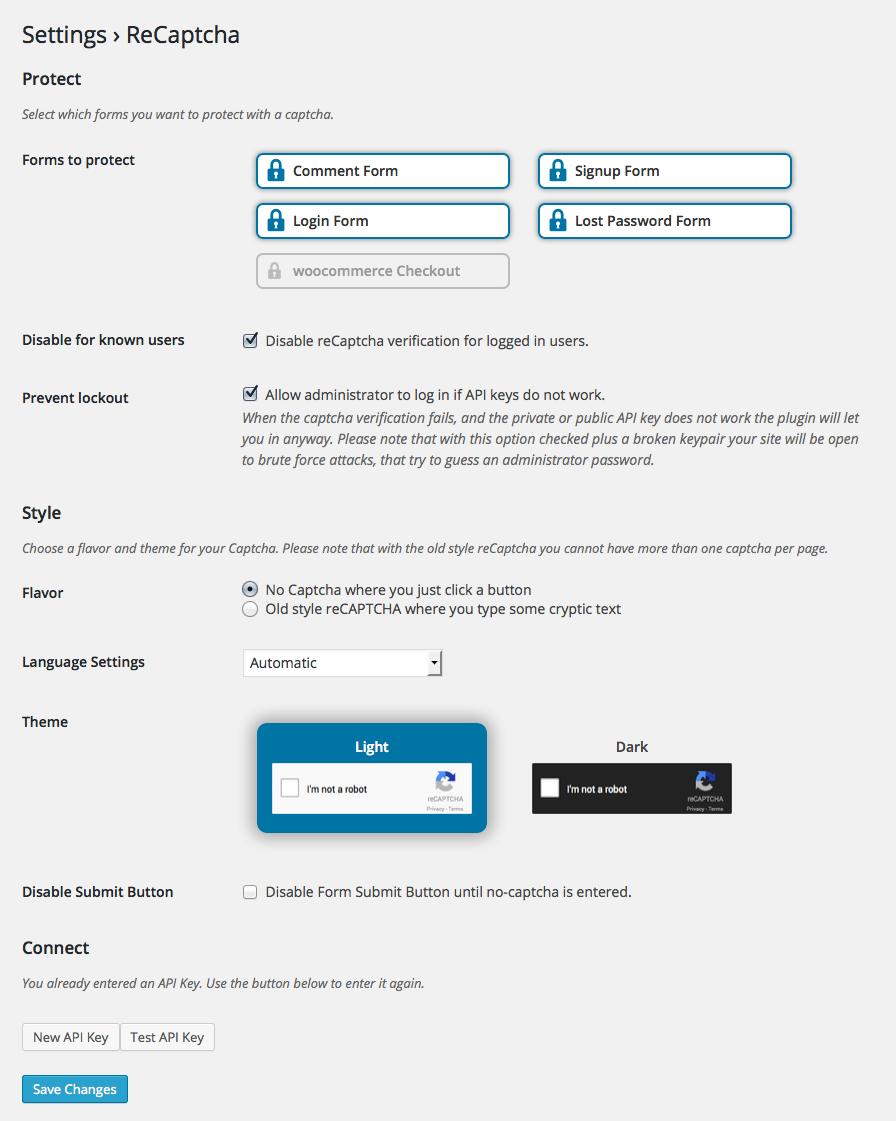 Settings › ReCaptcha
Protect
Select which forms you want to protect with a captcha.
Forms to protect
Comment Form
Signup Form
Login Form
Lost Password Form
woocommerce Checkout
Disable for known users
Disable reCaptcha verification for logged in users.
Prevent lockout
Allow administrator to log in if API keys do not work.
When the captcha verification fails, and the private or public API key does not work the plugin will let
you in anyway. Please note that with this option checked plus a broken keypair your site will be open
to brute force attacks, that try to guess an administrator password.
Style
Choose a flavor and theme for your Captcha. Please note that with the old style reCaptcha you cannot have more than one captcha per page.
Flavor
No Captcha where you just click a button
Old style reCAPTCHA where you type some cryptic text
Language Settings
Automatic
Theme
Light
I'm not a robot
reCAPTCHA
Privacy - Terms
Dark
I'm not a robot
reCAPTCHA
Privacy - Terms
Disable Submit Button
Disable Form Submit Button until no-captcha is entered.
Connect
You already entered an API Key. Use the button below to enter it again.
New API Key
Test API Key
Save Changes